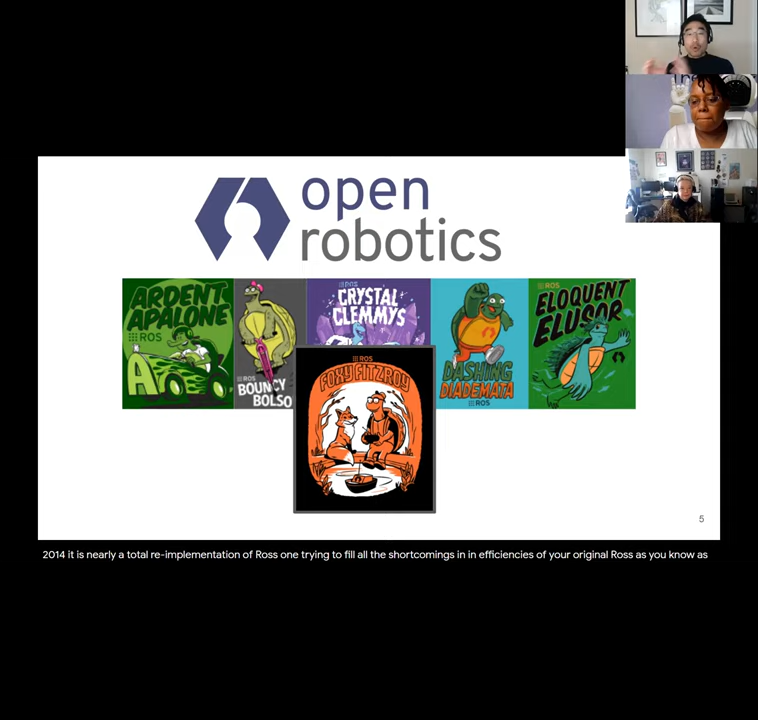 open
robotics
ARDENT
APALONE
ROS
A
ROS
BOUNCY
BOLSO
ROS
CRYSTAL
CLEMMYS
ROS
FOXY FITZROY
DASHING
DIADEMATA
ROS
ROS
ELOQUENT
ELUSOR
5
2014 it is nearly a total re-implementation of Ross one trying to fill all the shortcomings in in efficiencies of your original Ross as you know as